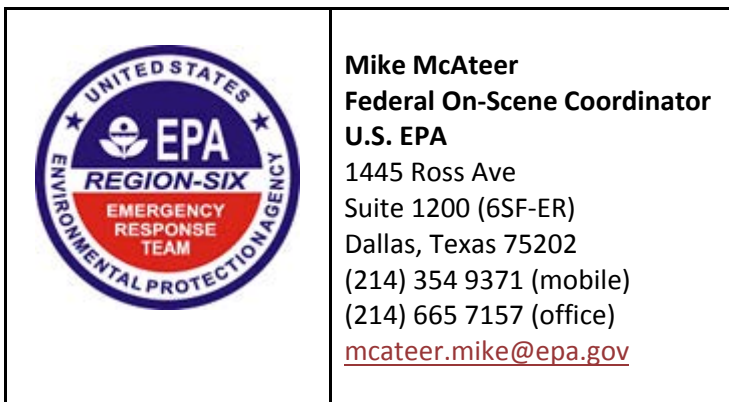 UNITED STATES
EPA
REGION-SIX
EMERGENCY
RESPONSE
TEAM
ENVIRONMENTAL PROTECTION AGENCY
Mike McAteer
Federal On-Scene Coordinator
U.S. EPA
1445 Ross Ave
Suite 1200 (6SF-ER)
Dallas, Texas 75202
(214) 354 9371 (mobile)
(214) 665 7157 (office)
mcateer.mike@epa.gov